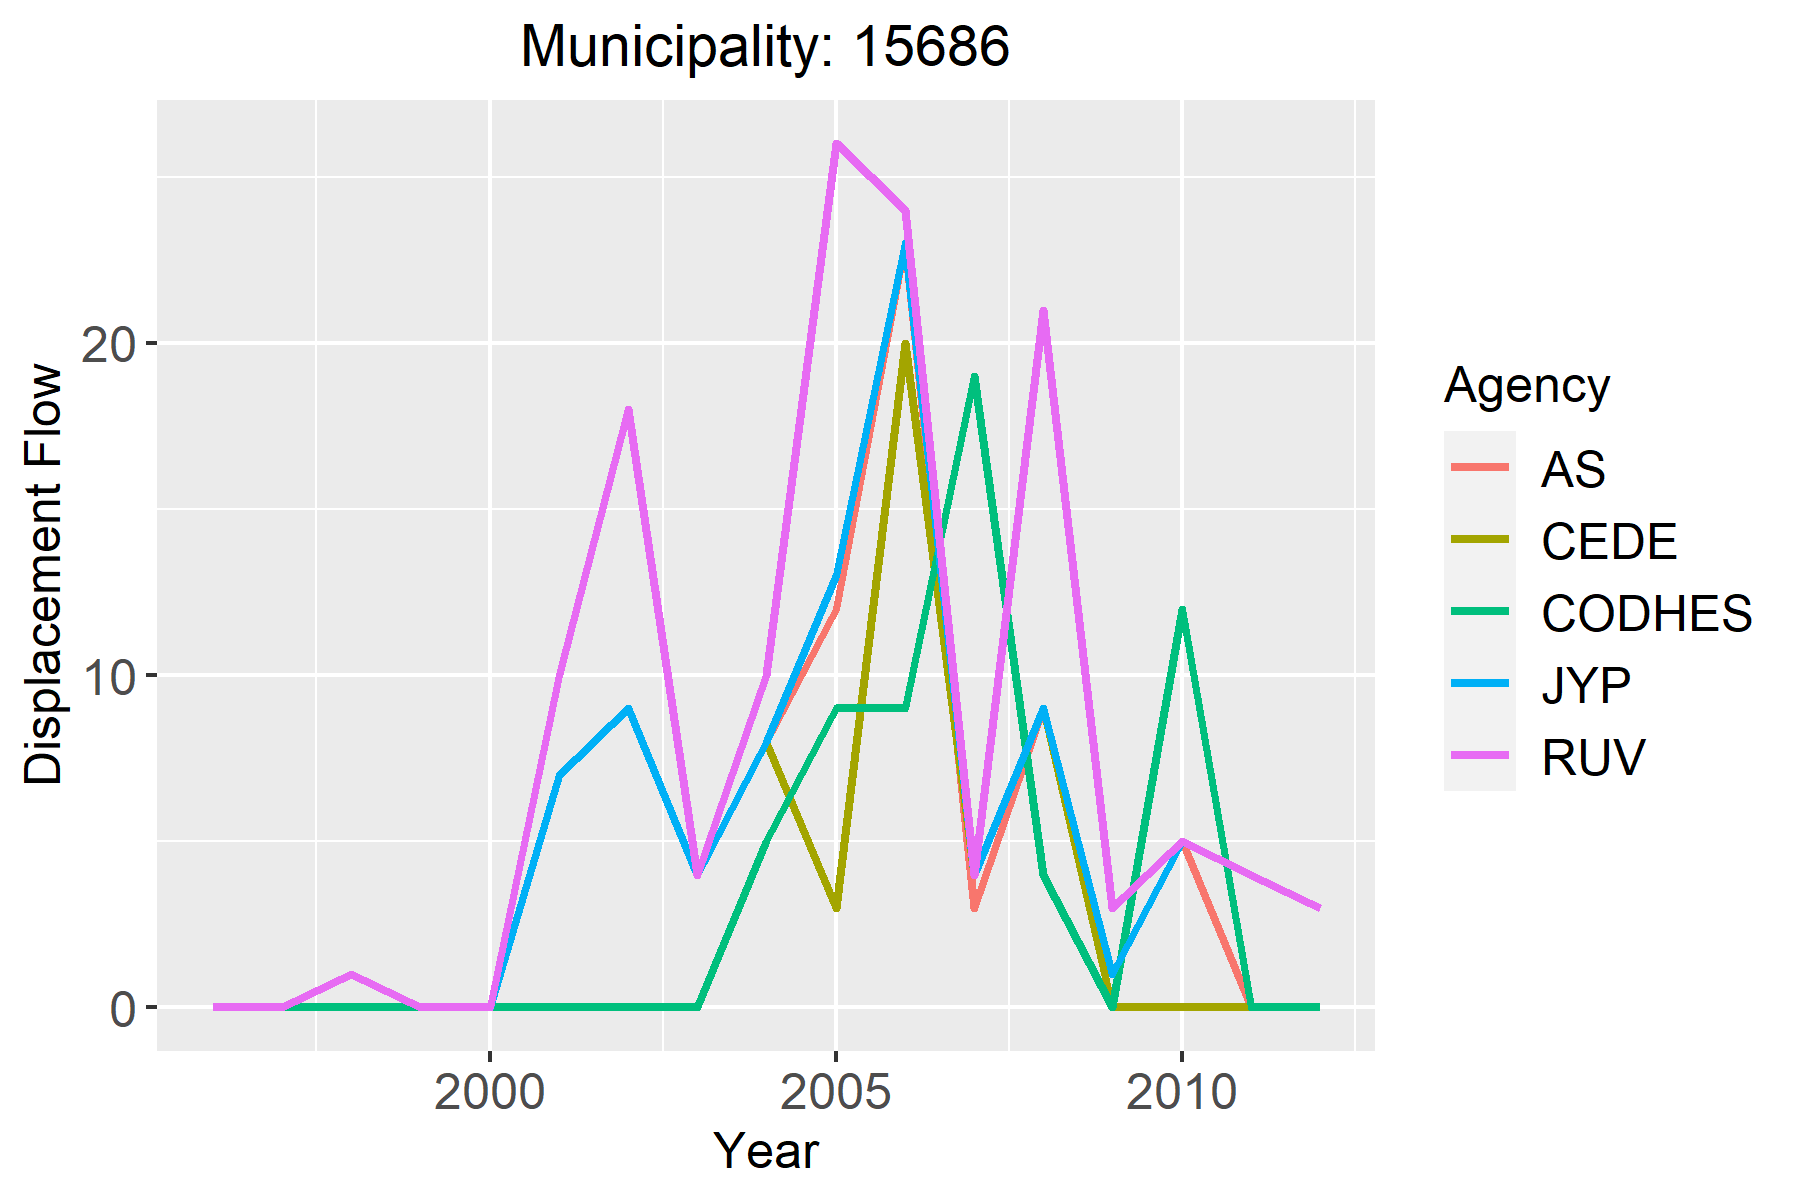 Municipality: 15686
Displacement Flow
20
10
0
2000
2005
2010
Year
Agency
AS
CEDE
CODHES
JYP
RUV